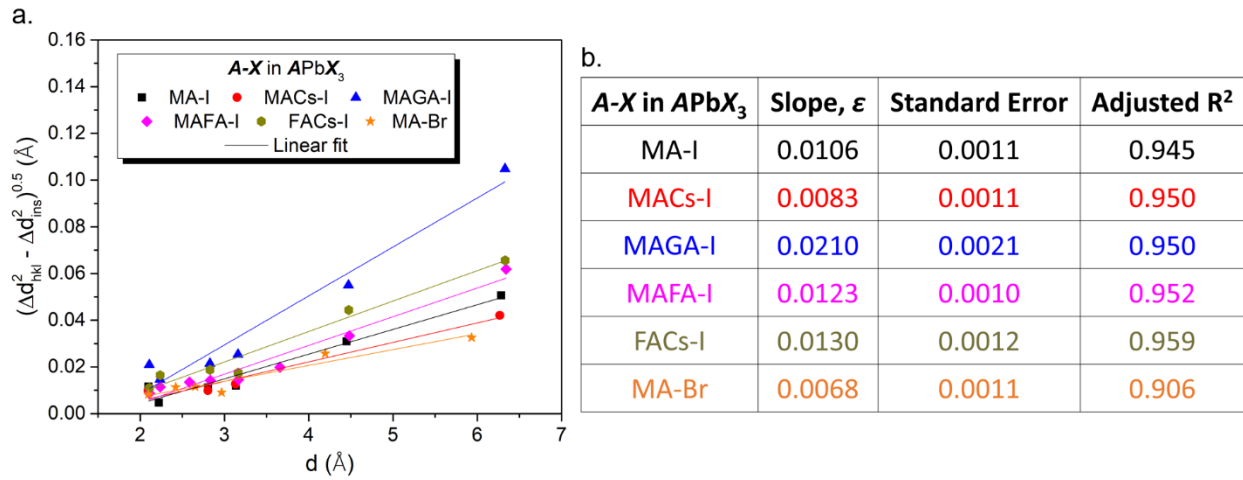 a.
(Δd²hkl - Δd²ins)^0.5 (Å)
0.16
0.14
0.12
0.10
0.08
0.06
0.04
0.02
0.00
A-X in APbX₃
MA-I MACs-I MAGA-I
MAFA-I FACs-I MA-Br
Linear fit
1 2 3 4 5 6 7
d (Å)
b.
A-X in APbX₃ Slope, ε Standard Error Adjusted R²
MA-I 0.0106 0.0011 0.945
MACs-I 0.0083 0.0011 0.950
MAGA-I 0.0210 0.0021 0.950
MAFA-I 0.0123 0.0010 0.952
FACs-I 0.0130 0.0012 0.959
MA-Br 0.0068 0.0011 0.906